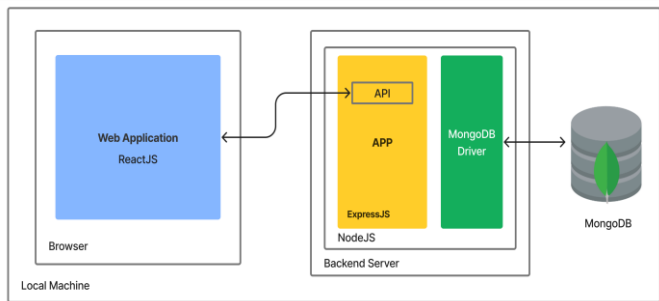 Web Application
ReactJS
Browser
Local Machine
API
APP
ExpressJS
MongoDB
Driver
NodeJS
Backend Server
MongoDB